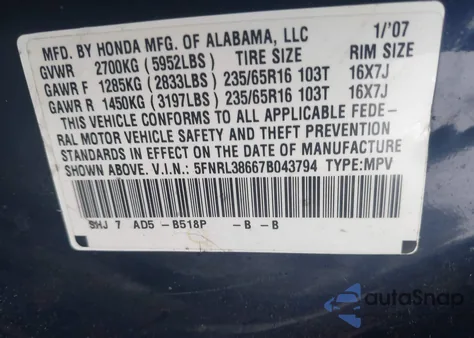 MFD. BY HONDA MFG. OF ALABAMA, LLC 1/'07
GVWR 2700KG (5952LBS) TIRE SIZE RIM SIZE
GAWR F 1285KG (2833LBS) 235/65R16 103T 16X7J
GAWR R 1450KG (3197LBS) 235/65R16 103T 16X7J
THIS VEHICLE CONFORMS TO ALL APPLICABLE FEDE-
RAL MOTOR VEHICLE SAFETY AND THEFT PREVENTION
STANDARDS IN EFFECT ON THE DATE OF MANUFACTURE
SHOWN ABOVE. V.I.N.: 5FNRL38667B043794 TYPE:MPV
SHJ 7 AD5 -B518P -B -B
autoSnap